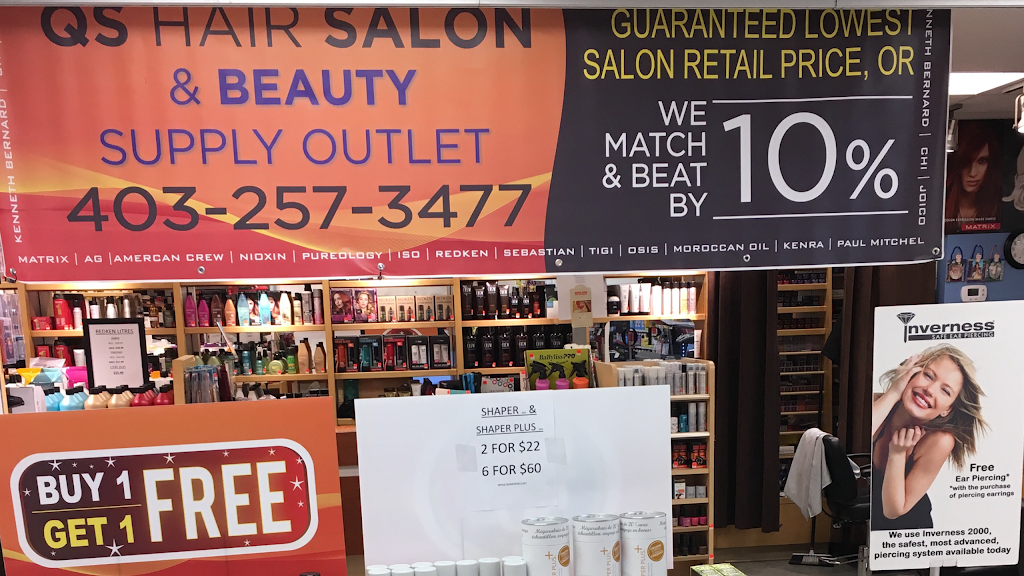 QS HAIR SALON
& BEAUTY
SUPPLY OUTLET
403-257-3477
MATRIX | AG | AMERCAN CREW | NIOXIN | PUREOLOGY | ISO | REDKEN | SEBASTIAN | TIGI | OSIS | MOROCCAN OIL | KENRA | PAUL MITCHEL
KENNETH BERNARD |
GUARANTEED LOWEST
SALON RETAIL PRICE, OR
WE
MATCH
& BEAT
BY
10%
NNETH BERNARD | CHI | JOICO
MATRIX
REDKEN LITRES
BaBylissPRO
BUY 1
GET 1
FREE
SHAPER ... &
SHAPER PLUS ...
2 FOR $22
6 FOR $60
inverness
SAFE EAR PIERCING
Free
Ear Piercing*
*with the purchase
of piercing earrings
We use Inverness 2000,
the safest, most advanced,
piercing system available today